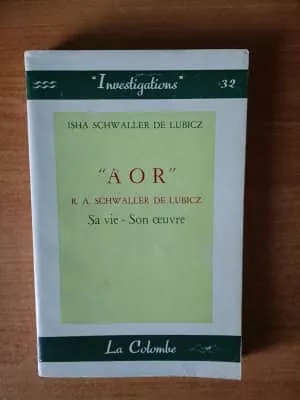 "Investigations" 32
ISHA SCHWALLER DE LUBICZ
"AOR"
R. A. SCHWALLER DE LUBICZ
Sa vie - Son œuvre
La Colombe